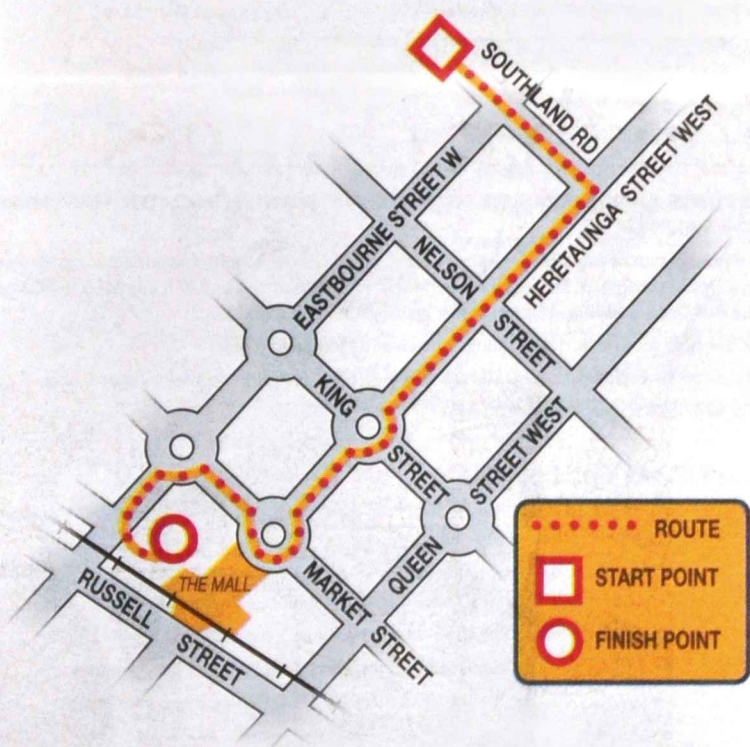 SOUTHLAND RD
HERETAUNGA STREET WEST
EASTBOURNE STREET W
NELSON
STREET
KING
STREET
QUEEN
STREET WEST
MARKET STREET
THE MALL
RUSSELL
STREET
ROUTE
START POINT
FINISH POINT